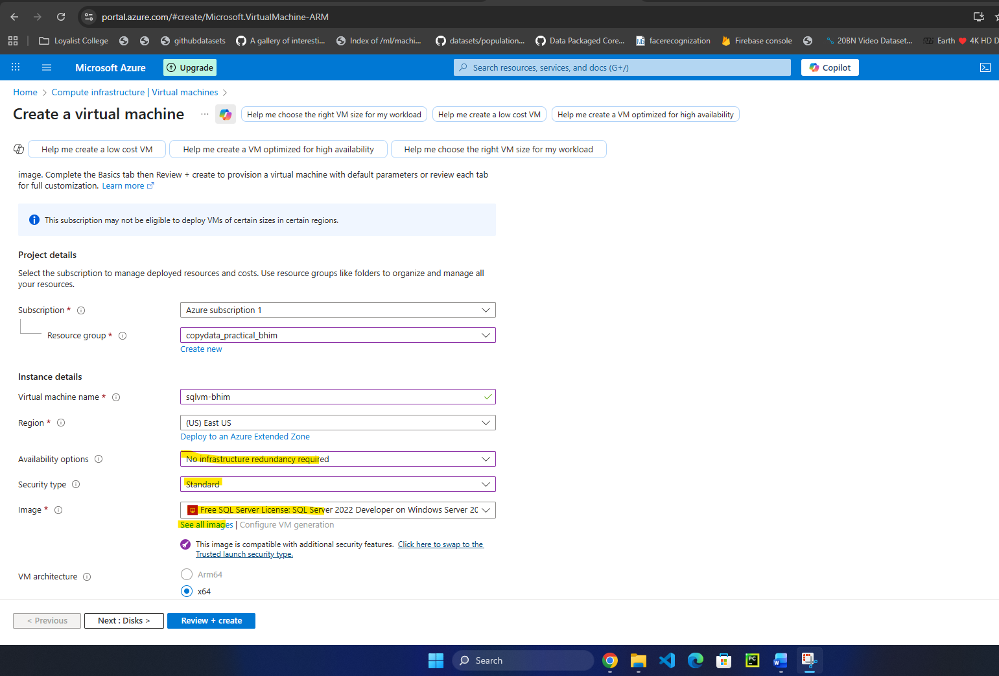 portal.azure.com/#create/Microsoft.VirtualMachine-ARM
Loyalist College githubdatasets A gallery of interesti... Index of /ml/machi... datasets/population... Data Packaged Core... facerecognization Firebase console 20BN Video Dataset... Earth ❤ 4K HD D
Microsoft Azure Upgrade Search resources, services, and docs (G+/) Copilot
Home > Compute infrastructure | Virtual machines >
Create a virtual machine ... Help me choose the right VM size for my workload Help me create a low cost VM Help me create a VM optimized for high availability
Help me create a low cost VM Help me create a VM optimized for high availability Help me choose the right VM size for my workload
image. Complete the Basics tab then Review + create to provision a virtual machine with default parameters or review each tab
for full customization. Learn more
This subscription may not be eligible to deploy VMs of certain sizes in certain regions.
Project details
Select the subscription to manage deployed resources and costs. Use resource groups like folders to organize and manage all
your resources.
Subscription * Azure subscription 1
Resource group * copydata_practical_bhim
Create new
Instance details
Virtual machine name * sqlvm-bhim
Region * (US) East US
Deploy to an Azure Extended Zone
Availability options No infrastructure redundancy required
Security type Standard
Image * Free SQL Server License: SQL Server 2022 Developer on Windows Server 20
See all images | Configure VM generation
This image is compatible with additional security features. Click here to swap to the
Trusted launch security type.
VM architecture Arm64
x64
< Previous Next : Disks > Review + create
Search